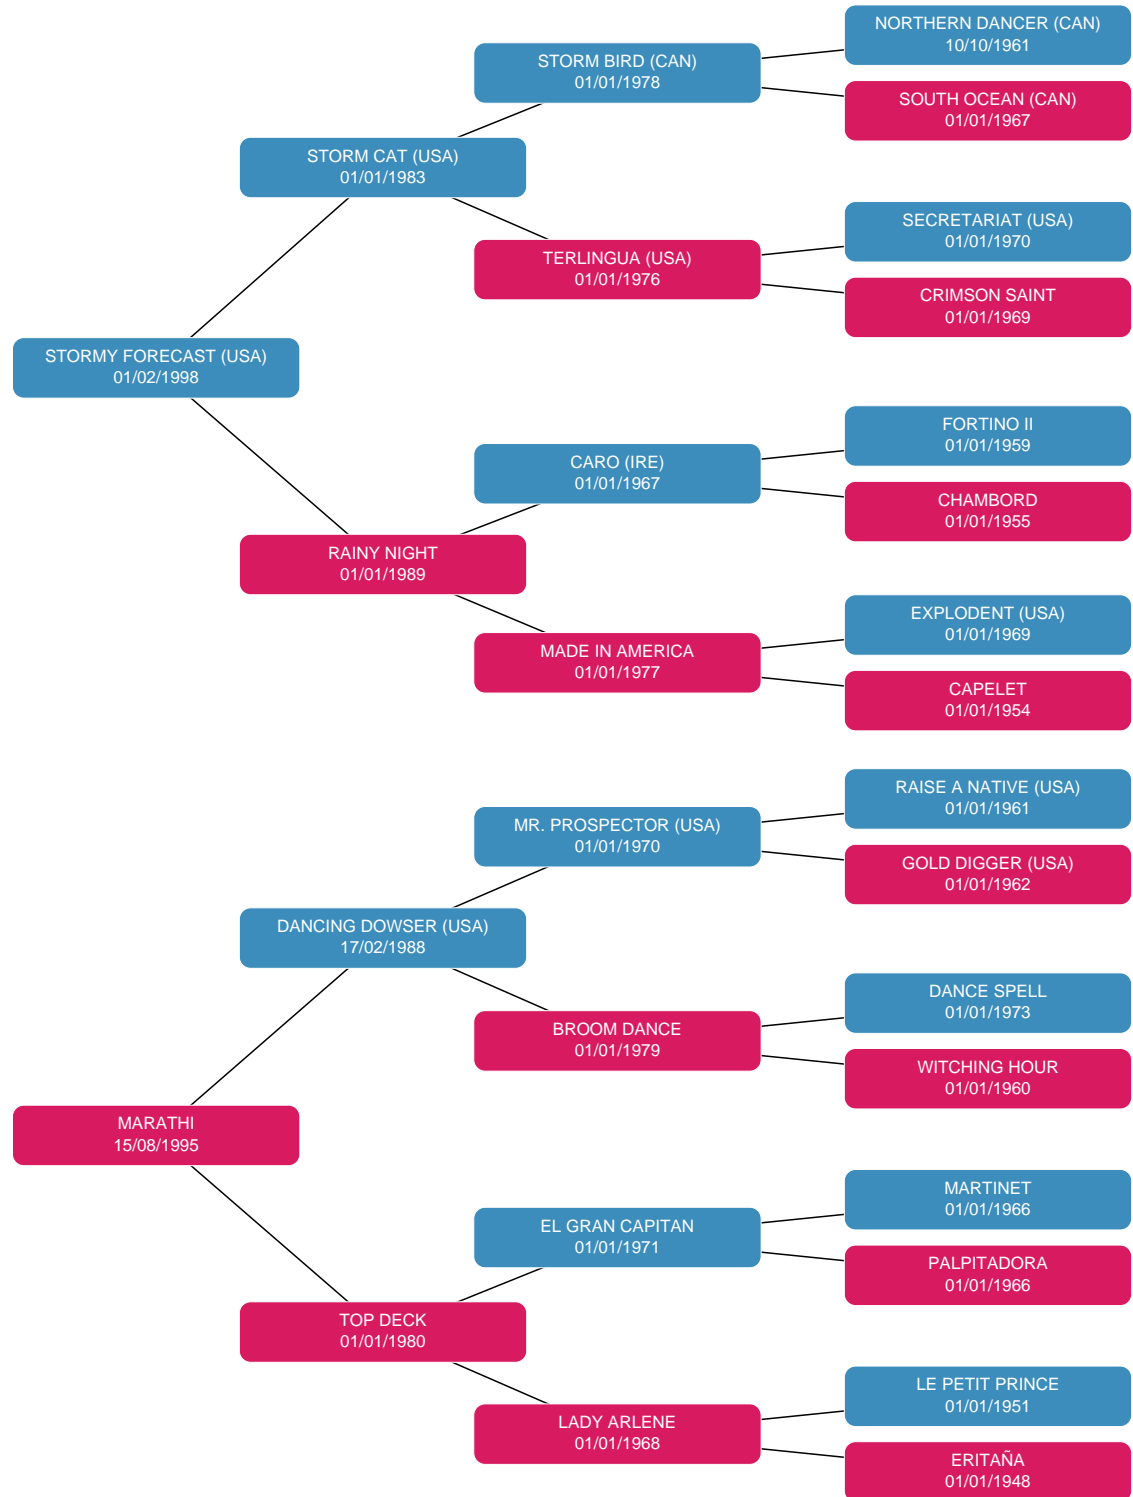 NORTHERN DANCER (CAN)
10/10/1961
STORM BIRD (CAN)
01/01/1978
SOUTH OCEAN (CAN)
01/01/1967
STORM CAT (USA)
01/01/1983
SECRETARIAT (USA)
01/01/1970
TERLINGUA (USA)
01/01/1976
CRIMSON SAINT
01/01/1969
STORMY FORECAST (USA)
01/02/1998
FORTINO II
01/01/1959
CARO (IRE)
01/01/1967
CHAMBORD
01/01/1955
RAINY NIGHT
01/01/1989
EXPLODENT (USA)
01/01/1969
MADE IN AMERICA
01/01/1977
CAPELET
01/01/1954
RAISE A NATIVE (USA)
01/01/1961
MR. PROSPECTOR (USA)
01/01/1970
GOLD DIGGER (USA)
01/01/1962
DANCING DOWSER (USA)
17/02/1988
DANCE SPELL
01/01/1973
BROOM DANCE
01/01/1979
WITCHING HOUR
01/01/1960
MARATHI
15/08/1995
MARTINET
01/01/1966
EL GRAN CAPITAN
01/01/1971
PALPITADORA
01/01/1966
TOP DECK
01/01/1980
LE PETIT PRINCE
01/01/1951
LADY ARLENE
01/01/1968
ERITAÑA
01/01/1948